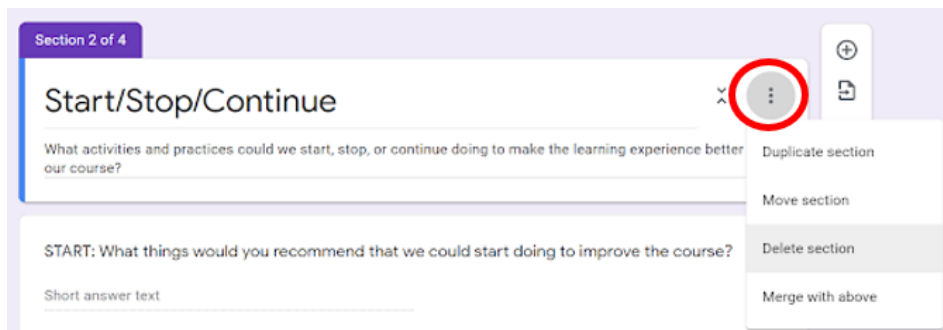 Section 2 of 4
Start/Stop/Continue
What activities and practices could we start, stop, or continue doing to make the learning experience better
our course?
Duplicate section
Move section
START: What things would you recommend that we could start doing to improve the course?
Delete section
Short answer text
Merge with above